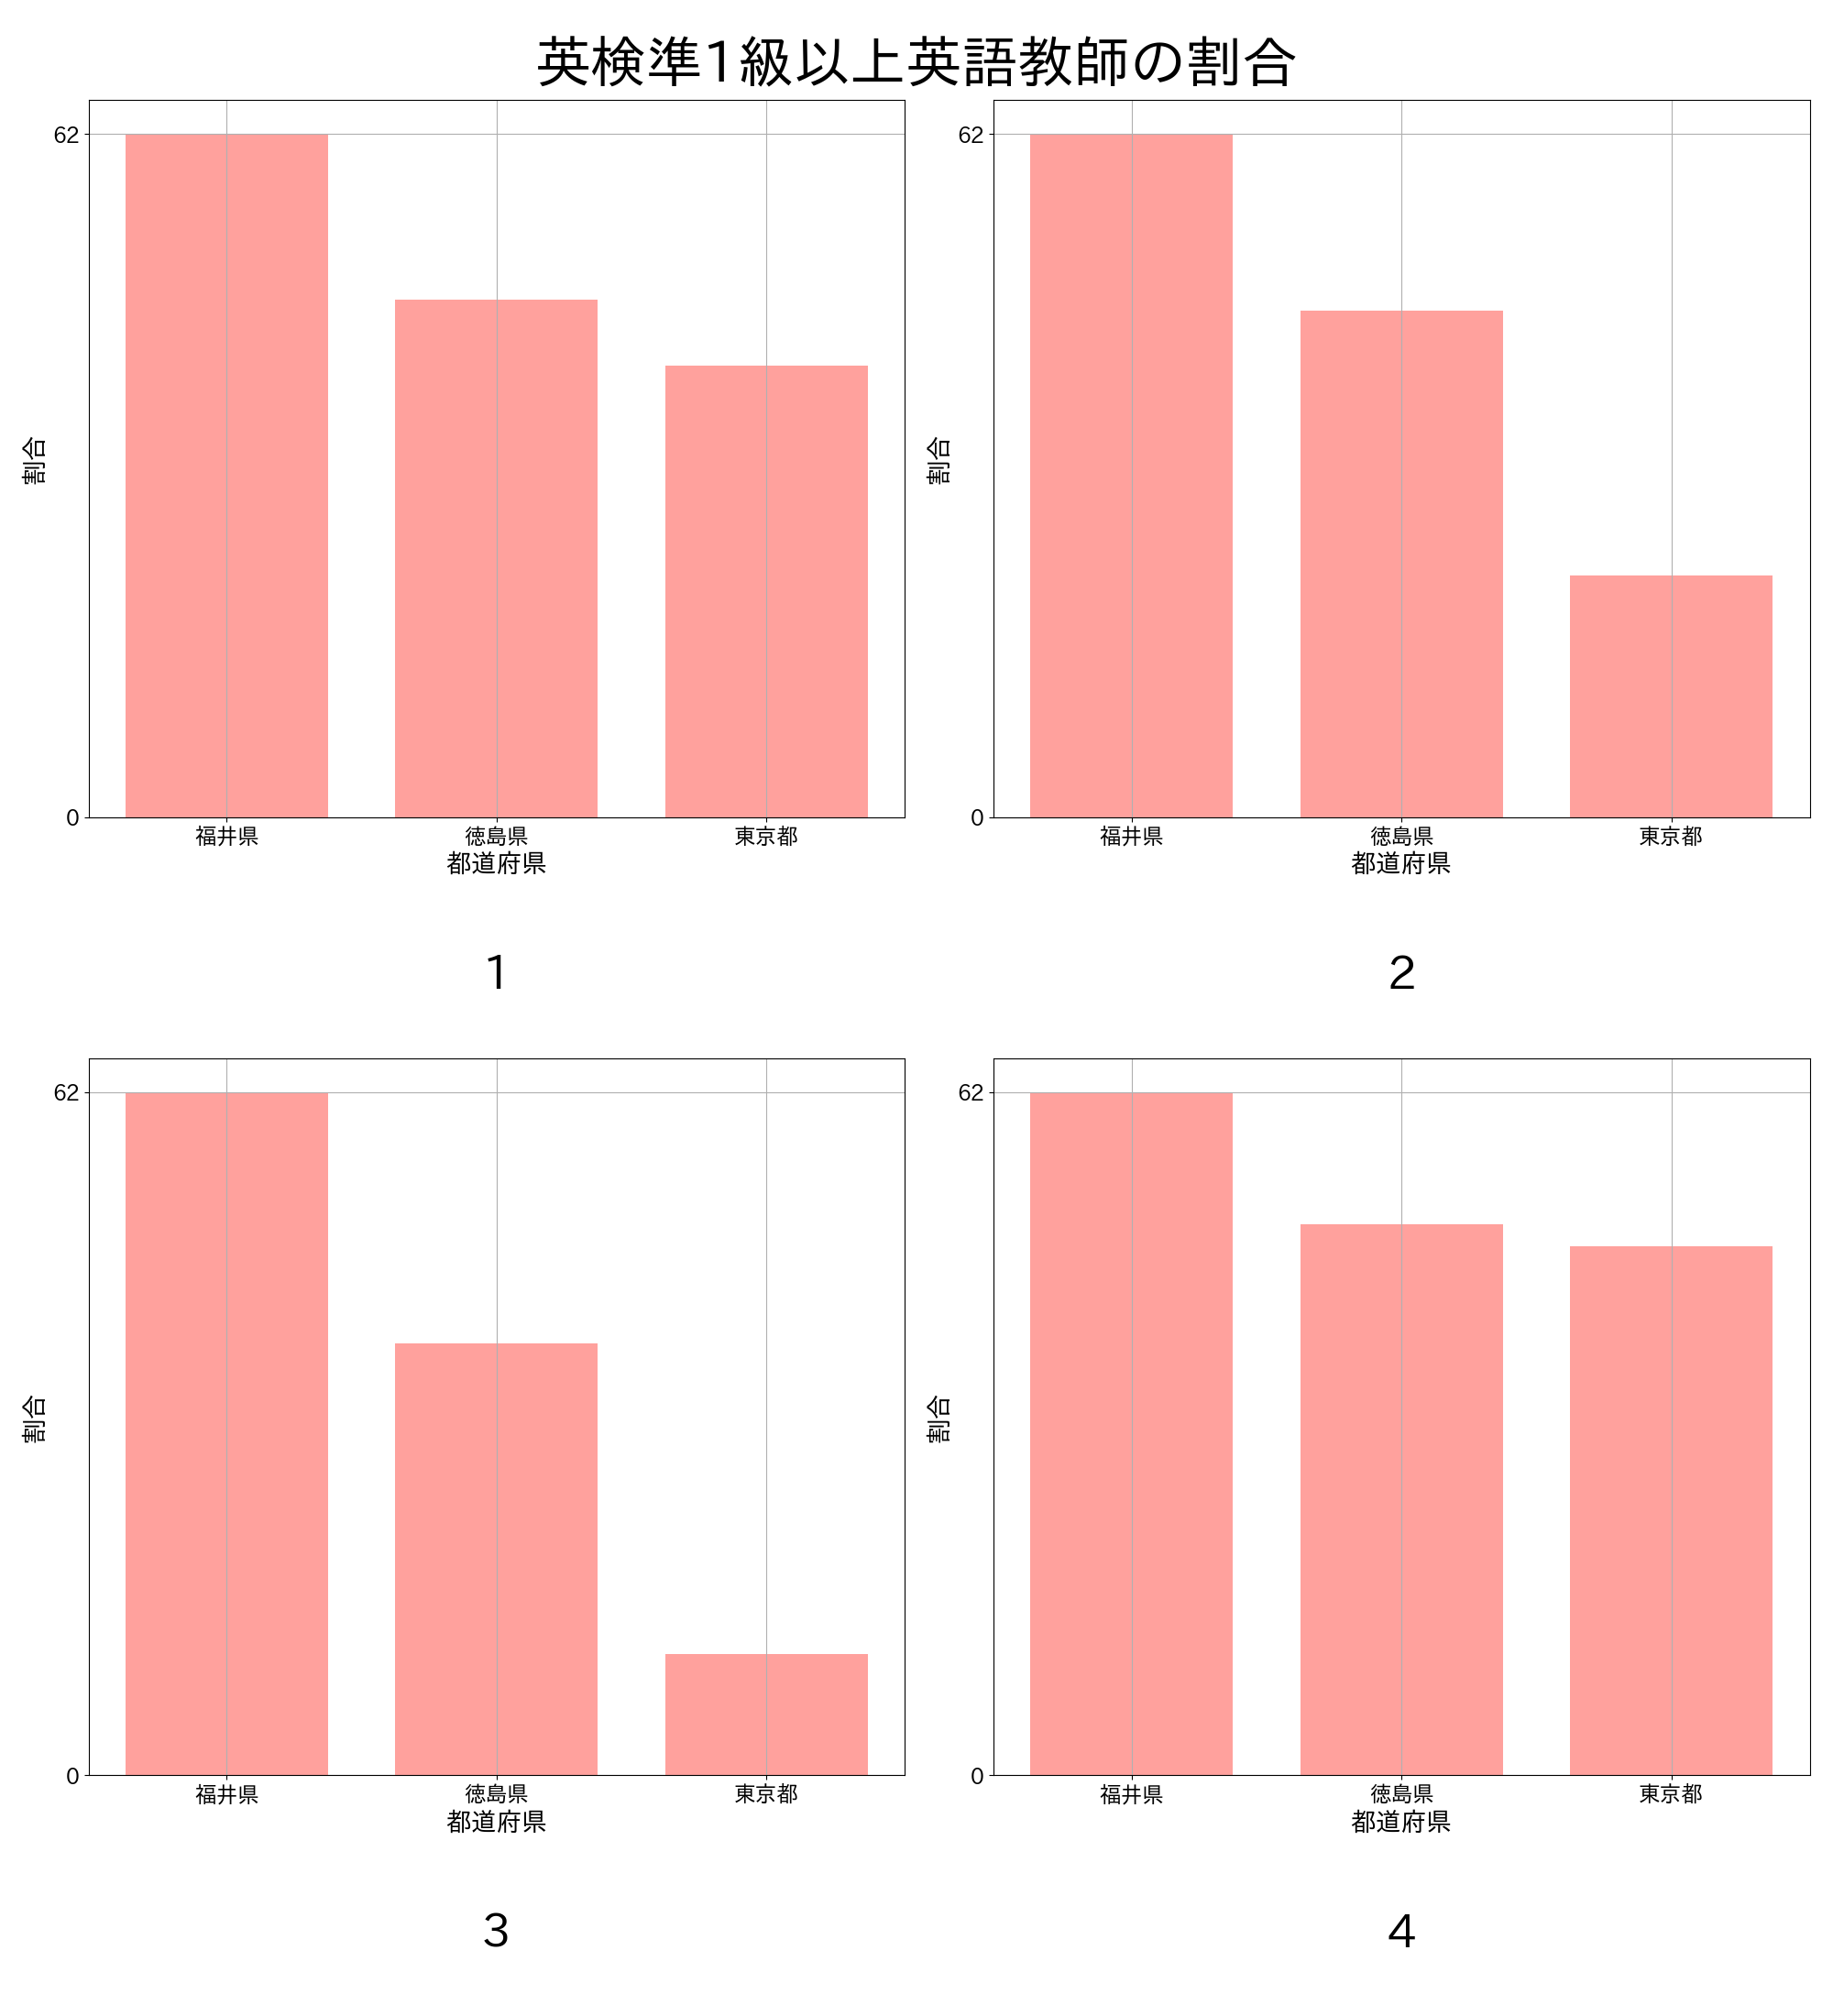 英検準1級以上英語教師の割合
62
割合
0
福井県 徳島県 東京都
都道府県
1
62
割合
0
福井県 徳島県 東京都
都道府県
2
62
割合
0
福井県 徳島県 東京都
都道府県
3
62
割合
0
福井県 徳島県 東京都
都道府県
4